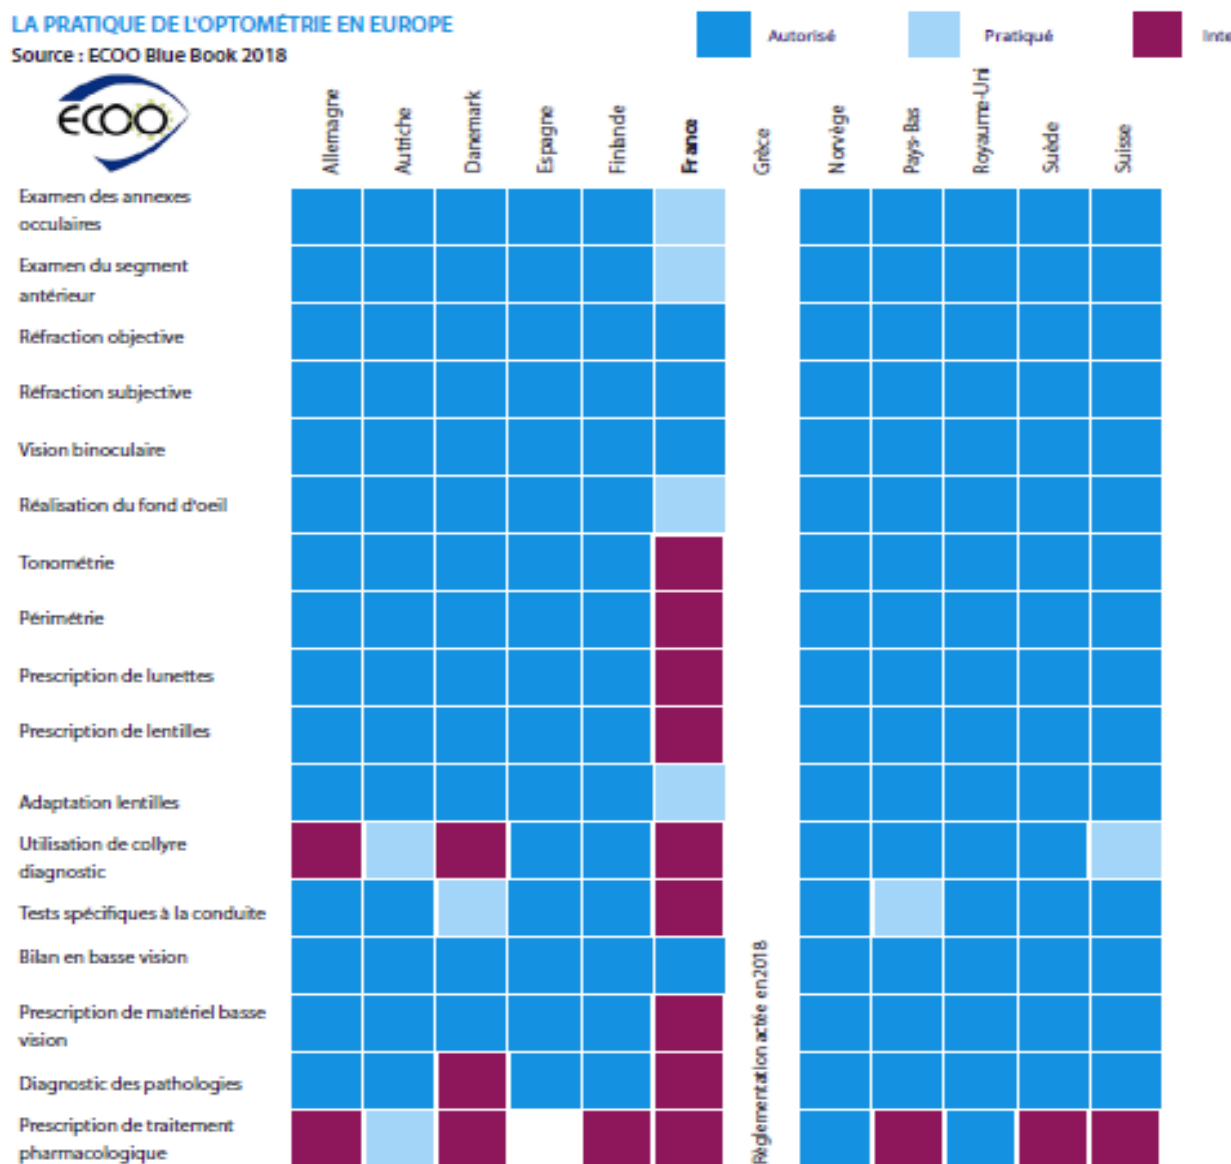 LA PRATIQUE DE L'OPTOMÉTRIE EN EUROPE
Source : ECOO Blue Book 2018
Autorisé
Pratiqué
Inte
ECOO
Allemagne
Autriche
Danemark
Espagne
Finlande
France
Grèce
Norvège
Pays-Bas
Royaume-Uni
Suède
Suisse
Examen des annexes
occulaires
Examen du segment
antérieur
Réfraction objective
Réfraction subjective
Vision binoculaire
Réalisation du fond d'oeil
Tonométrie
Périmétrie
Prescription de lunettes
Prescription de lentilles
Adaptation lentilles
Utilisation de collyre
diagnostic
Tests spécifiques à la conduite
Bilan en basse vision
Prescription de matériel basse
vision
Diagnostic des pathologies
Prescription de traitement
pharmacologique
Règlementation actée en 2018